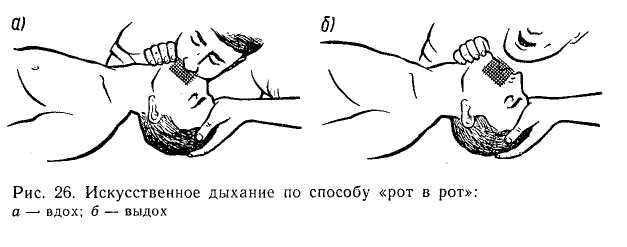 а) б)
Рис. 26. Искусственное дыхание по способу «рот в рот»:
а — вдох; б — выдох